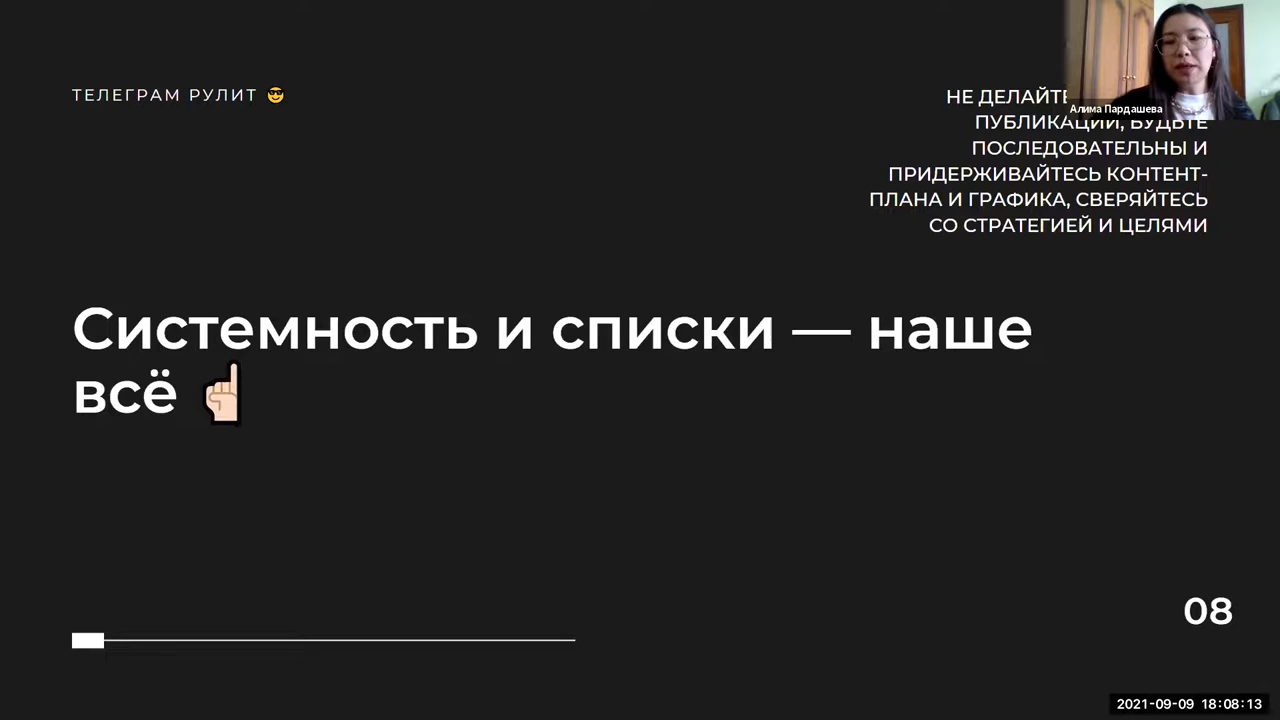 ТЕЛЕГРАМ РУЛИТ 😎
НЕ ДЕЛАЙТЕ
ПУБЛИКАЦИИ, БУДЬТЕ
ПОСЛЕДОВАТЕЛЬНЫ И
ПРИДЕРЖИВАЙТЕСЬ КОНТЕНТ-
ПЛАНА И ГРАФИКА, СВЕРЯЙТЕСЬ
СО СТРАТЕГИЕЙ И ЦЕЛЯМИ
Алима Пардашева
Системность и списки — наше
всё ☝🏻
08
2021-09-09 18:08:13